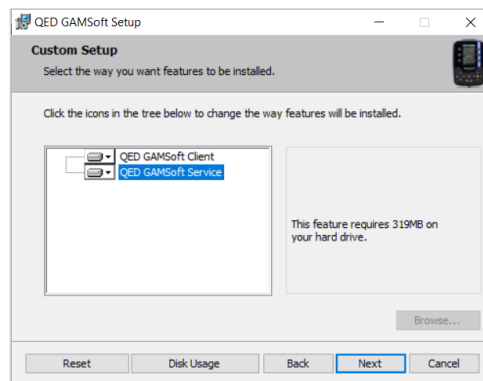 QED GAMSoft Setup
Custom Setup
Select the way you want features to be installed.
Click the icons in the tree below to change the way features will be installed.
QED GAMSoft Client
QED GAMSoft Service
This feature requires 319MB on
your hard drive.
Browse...
Reset Disk Usage Back Next Cancel